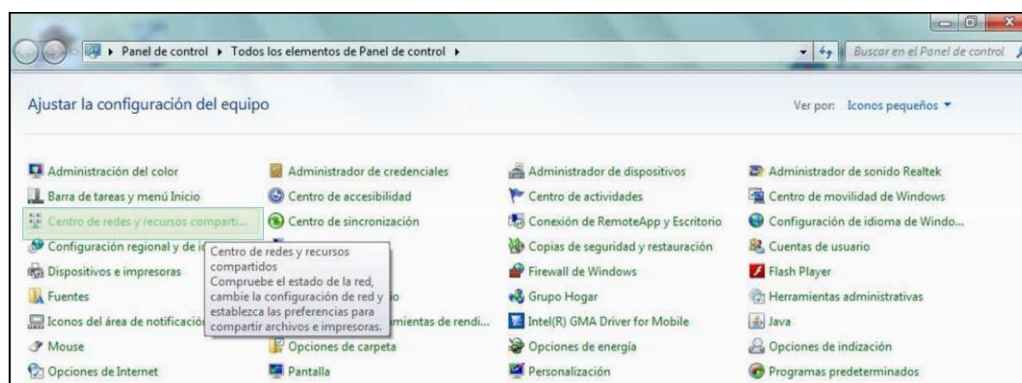 Panel de control ▸ Todos los elementos de Panel de control ▸
Buscar en el Panel de control
Ajustar la configuración del equipo
Ver por: Iconos pequeños
Administración del color Administrador de credenciales Administrador de dispositivos Administrador de sonido Realtek
Barra de tareas y menú Inicio Centro de accesibilidad Centro de actividades Centro de movilidad de Windows
Centro de redes y recursos comparti... Centro de sincronización Conexión de RemoteApp y Escritorio Configuración de idioma de Windo...
Configuración regional y de Copias de seguridad y restauración Cuentas de usuario
Centro de redes y recursos
compartidos
Compruebe el estado de la red,
cambie la configuración de red y
establezca las preferencias para
compartir archivos e impresoras.
Dispositivos e impresoras Firewall de Windows Flash Player
Fuentes Grupo Hogar Herramientas administrativas
Iconos del área de notificación mientas de rendi... Intel(R) GMA Driver for Mobile Java
Mouse Opciones de carpeta Opciones de energía Opciones de indización
Opciones de Internet Pantalla Personalización Programas predeterminados